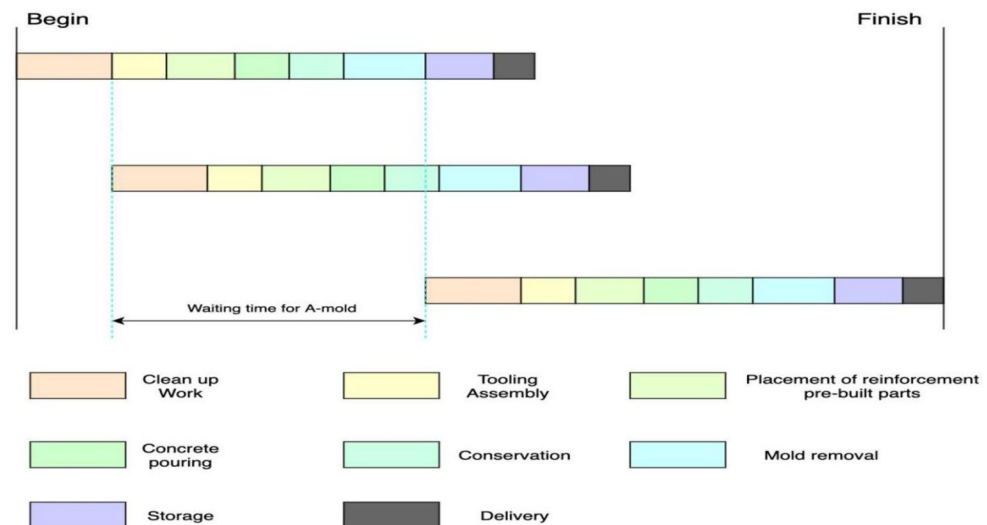 Begin
Finish
Waiting time for A-mold
Clean up
Work
Tooling
Assembly
Placement of reinforcement
pre-built parts
Concrete
pouring
Conservation
Mold removal
Storage
Delivery